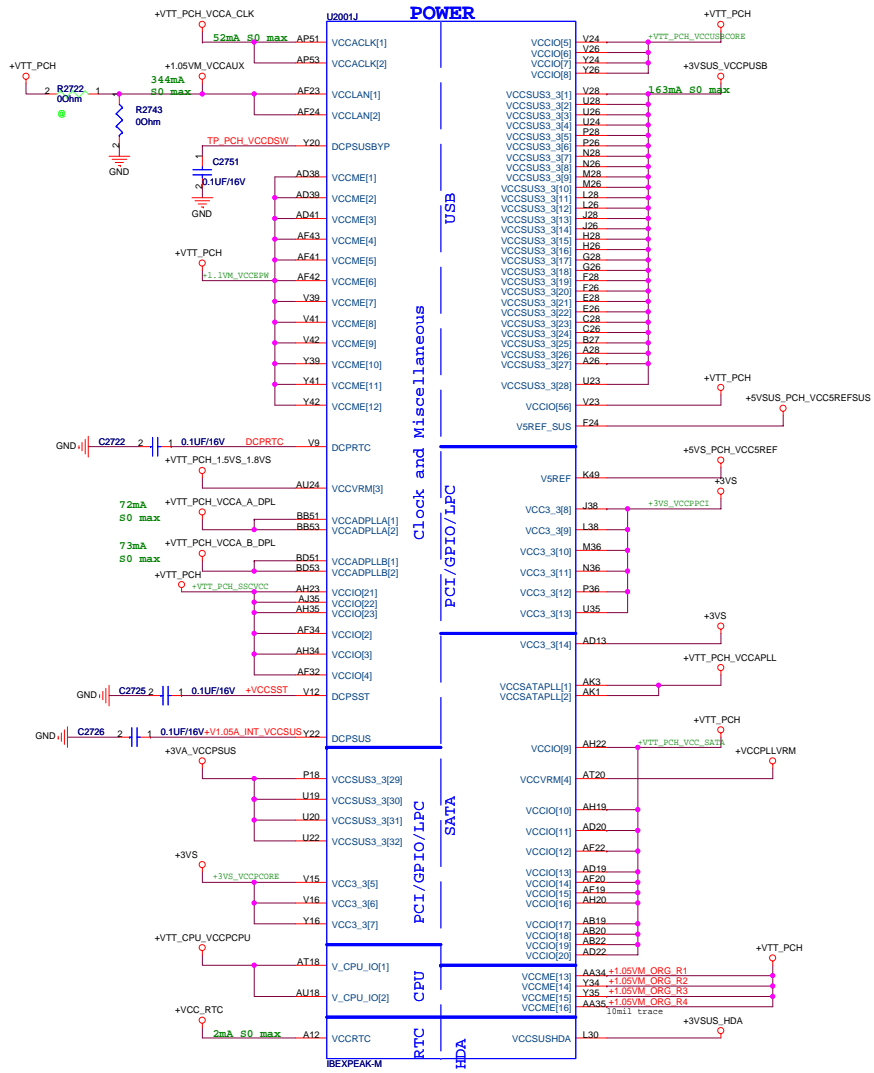 POWER
U2001J
+VTT_PCH_VCCA_CLK
52mA S0 max
AP51 VCCACLK[1]
AP53 VCCACLK[2]
+VTT_PCH
+1.05VM_VCCAUX
344mA
S0 max
2 R2722 1
0Ohm
@
R2743
0Ohm
1
2
GND
AF23 VCCLAN[1]
AF24 VCCLAN[2]
TP_PCH_VCCDSW
Y20 DCPSUSBYP
1
C2751
0.1UF/16V
2
GND
AD38 VCCME[1]
AD39 VCCME[2]
AD41 VCCME[3]
AF43 VCCME[4]
AF41 VCCME[5]
+VTT_PCH
+1.1VM_VCCEPW
AF42 VCCME[6]
V39 VCCME[7]
V41 VCCME[8]
V42 VCCME[9]
Y39 VCCME[10]
Y41 VCCME[11]
Y42 VCCME[12]
GND C2722 2 1 0.1UF/16V DCPRTC V9 DCPRTC
+VTT_PCH_1.5VS_1.8VS
AU24 VCCVRM[3]
72mA
S0 max
+VTT_PCH_VCCA_A_DPL
BB51 VCCADPLLA[1]
BB53 VCCADPLLA[2]
73mA
S0 max
+VTT_PCH_VCCA_B_DPL
BD51 VCCADPLLB[1]
BD53 VCCADPLLB[2]
+VTT_PCH
+VTT_PCH_SSCVCC
AH23 VCCIO[21]
AJ35 VCCIO[22]
AH35 VCCIO[23]
AF34 VCCIO[2]
AH34 VCCIO[3]
AF32 VCCIO[4]
GND C2725 2 1 0.1UF/16V +VCCSST V12 DCPSST
GND C2726 2 1 0.1UF/16V +V1.05A_INT_VCCSUS Y22 DCPSUS
+3VA_VCCPSUS
P18 VCCSUS3_3[29]
U19 VCCSUS3_3[30]
U20 VCCSUS3_3[31]
U22 VCCSUS3_3[32]
+3VS
+3VS_VCCPCORE
V15 VCC3_3[5]
V16 VCC3_3[6]
Y16 VCC3_3[7]
+VTT_CPU_VCCPCPU
AT18 V_CPU_IO[1]
AU18 V_CPU_IO[2]
+VCC_RTC
2mA S0 max
A12 VCCRTC
IBEXPEAK-M
Clock and Miscellaneous
PCI/GPIO/LPC
CPU
RTC
USB
PCI/GPIO/LPC
SATA
HDA
+VTT_PCH
+VTT_PCH_VCCUSBCORE
VCCIO[5] V24
VCCIO[6] V26
VCCIO[7] Y24
VCCIO[8] Y26
+3VSUS_VCCPUSB
163mA S0 max
VCCSUS3_3[1] V28
VCCSUS3_3[2] U28
VCCSUS3_3[3] U26
VCCSUS3_3[4] U24
VCCSUS3_3[5] P28
VCCSUS3_3[6] P26
VCCSUS3_3[7] N28
VCCSUS3_3[8] N26
VCCSUS3_3[9] M28
VCCSUS3_3[10] M26
VCCSUS3_3[11] L28
VCCSUS3_3[12] L26
VCCSUS3_3[13] J28
VCCSUS3_3[14] J26
VCCSUS3_3[15] H28
VCCSUS3_3[16] H26
VCCSUS3_3[17] G28
VCCSUS3_3[18] G26
VCCSUS3_3[19] F28
VCCSUS3_3[20] F26
VCCSUS3_3[21] E28
VCCSUS3_3[22] E26
VCCSUS3_3[23] C28
VCCSUS3_3[24] C26
VCCSUS3_3[25] B27
VCCSUS3_3[26] A28
VCCSUS3_3[27] A26
VCCSUS3_3[28] U23
+VTT_PCH
VCCIO[56] V23
+5VSUS_PCH_VCC5REFSUS
V5REF_SUS F24
+5VS_PCH_VCC5REF
V5REF K49
+3VS
+3VS_VCCPPCI
VCC3_3[8] J38
VCC3_3[9] L38
VCC3_3[10] M36
VCC3_3[11] N36
VCC3_3[12] P36
VCC3_3[13] U35
+3VS
VCC3_3[14] AD13
+VTT_PCH_VCCAPLL
VCCSATAPLL[1] AK3
VCCSATAPLL[2] AK1
+VTT_PCH
+VTT_PCH_VCC_SATA
VCCIO[9] AH22
+VCCPLLVRM
VCCVRM[4] AT20
VCCIO[10] AH19
VCCIO[11] AD20
VCCIO[12] AF22
VCCIO[13] AD19
VCCIO[14] AF20
VCCIO[15] AF19
VCCIO[16] AH20
VCCIO[17] AB19
VCCIO[18] AB20
VCCIO[19] AB22
VCCIO[20] AD22
+VTT_PCH
VCCME[13] AA34 +1.05VM_ORG_R1
VCCME[14] Y34 +1.05VM_ORG_R2
VCCME[15] Y35 +1.05VM_ORG_R3
VCCME[16] AA35 +1.05VM_ORG_R4
10mil trace
+3VSUS_HDA
VCCSUSHDA L30